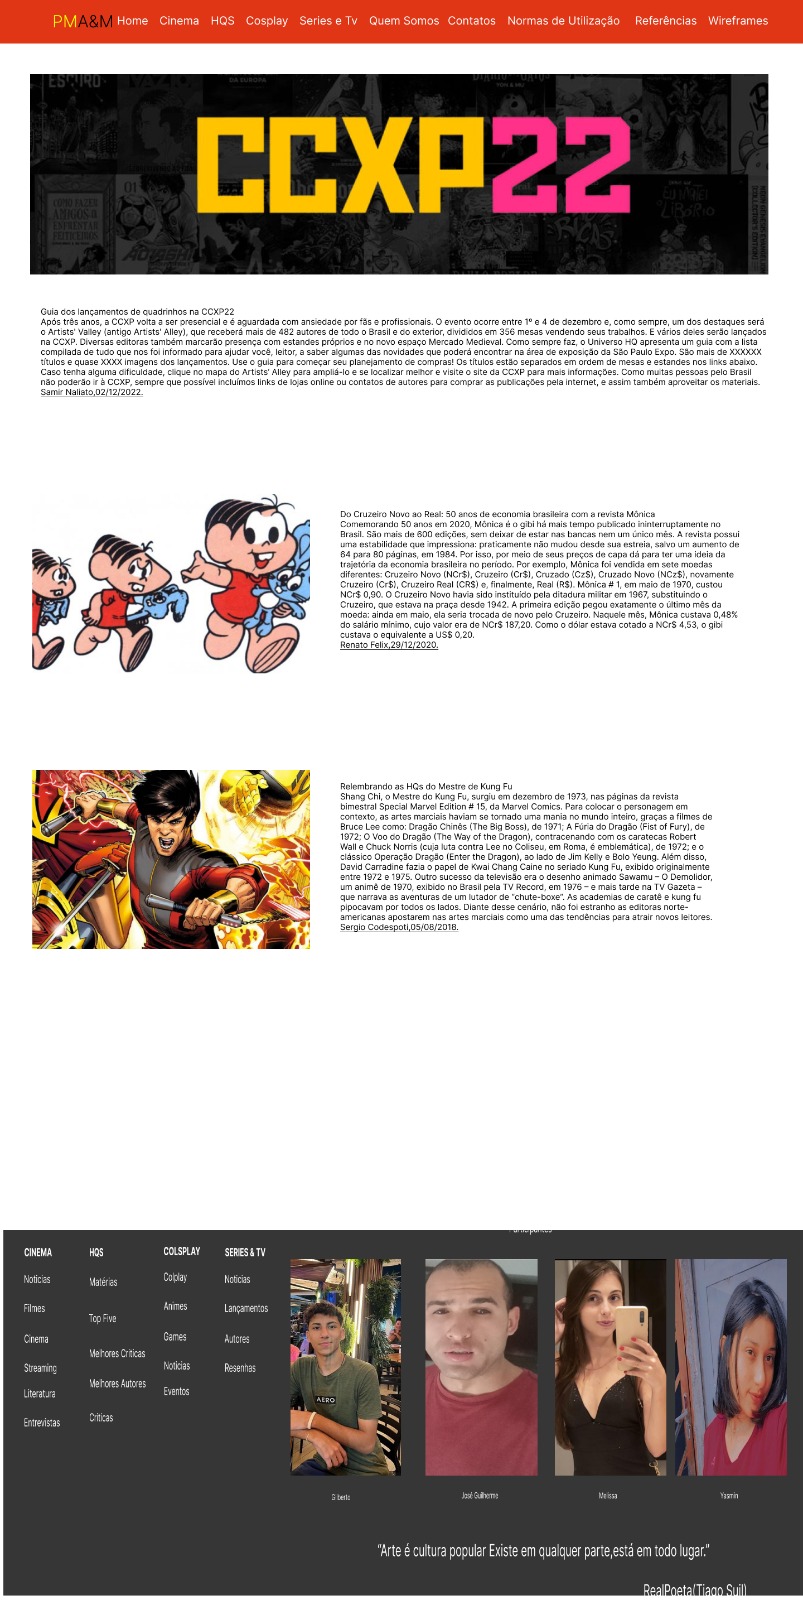 PMA&M Home Cinema HQS Cosplay Series e Tv Quem Somos Contatos Normas de Utilização Referências Wireframes
CCXP22
Guia dos lançamentos de quadrinhos na CCXP22
Após três anos, a CCXP volta a ser presencial e é aguardada com ansiedade por fãs e profissionais. O evento ocorre entre 1º e 4 de dezembro e, como sempre, um dos destaques será
o Artists' Valley (antigo Artists' Alley), que receberá mais de 482 autores de todo o Brasil e do exterior, divididos em 356 mesas vendendo seus trabalhos. E vários deles serão lançados
na CCXP. Diversas editoras também marcarão presença com estandes próprios e no novo espaço Mercado Medieval. Como sempre faz, o Universo HQ apresenta um guia com a lista
compilada de tudo que nos foi informado para ajudar você, leitor, a saber algumas das novidades que poderá encontrar na área de exposição da São Paulo Expo. São mais de XXXXXX
títulos e quase XXXX imagens dos lançamentos. Use o guia para começar seu planejamento de compras! Os títulos estão separados em ordem de mesas e estandes nos links abaixo.
Caso tenha alguma dificuldade, clique no mapa do Artists' Alley para ampliá-lo e se localizar melhor e visite o site da CCXP para mais informações. Como muitas pessoas pelo Brasil
não poderão ir à CCXP, sempre que possível incluímos links de lojas online ou contatos de autores para comprar as publicações pela internet, e assim também aproveitar os materiais.
Samir Naliato,02/12/2022.
Do Cruzeiro Novo ao Real: 50 anos de economia brasileira com a revista Mônica
Comemorando 50 anos em 2020, Mônica é o gibi há mais tempo publicado ininterruptamente no
Brasil. São mais de 600 edições, sem deixar de estar nas bancas nem um único mês. A revista possui
uma estabilidade que impressiona: praticamente não mudou desde sua estreia, salvo um aumento de
64 para 80 páginas, em 1984. Por isso, por meio de seus preços de capa dá para ter uma ideia da
trajetória da economia brasileira no período. Por exemplo, Mônica foi vendida em sete moedas
diferentes: Cruzeiro Novo (NCr$), Cruzeiro (Cr$), Cruzado (Cz$), Cruzado Novo (NCz$), novamente
Cruzeiro (Cr$), Cruzeiro Real (CR$) e, finalmente, Real (R$). Mônica # 1, em maio de 1970, custou
NCr$ 0,90. O Cruzeiro Novo havia sido instituído pela ditadura militar em 1967, substituindo o
Cruzeiro, que estava na praça desde 1942. A primeira edição pegou exatamente o último mês da
moeda: ainda em maio, ela seria trocada de novo pelo Cruzeiro. Naquele mês, Mônica custava 0,48%
do salário mínimo, cujo valor era de NCr$ 187,20. Como o dólar estava cotado a NCr$ 4,53, o gibi
custava o equivalente a US$ 0,20.
Renato Felix,29/12/2020.
Relembrando as HQs do Mestre de Kung Fu
Shang Chi, o Mestre do Kung Fu, surgiu em dezembro de 1973, nas páginas da revista
bimestral Special Marvel Edition # 15, da Marvel Comics. Para colocar o personagem em
contexto, as artes marciais haviam se tornado uma mania no mundo inteiro, graças a filmes de
Bruce Lee como: Dragão Chinês (The Big Boss), de 1971; A Fúria do Dragão (Fist of Fury), de
1972; O Voo do Dragão (The Way of the Dragon), contracenando com os caratecas Robert
Wall e Chuck Norris (cuja luta contra Lee no Coliseu, em Roma, é emblemática), de 1972; e o
clássico Operação Dragão (Enter the Dragon), ao lado de Jim Kelly e Bolo Yeung. Além disso,
David Carradine fazia o papel de Kwai Chang Caine no seriado Kung Fu, exibido originalmente
entre 1972 e 1975. Outro sucesso da televisão era o desenho animado Sawamu – O Demolidor,
um animê de 1970, exibido no Brasil pela TV Record, em 1976 – e mais tarde na TV Gazeta –
que narrava as aventuras de um lutador de "chute-boxe". As academias de caratê e kung fu
pipocavam por todos os lados. Diante desse cenário, não foi estranho as editoras norte-
americanas apostarem nas artes marciais como uma das tendências para atrair novos leitores.
Sergio Codespoti,05/08/2018.
CINEMA
Noticias
Filmes
Cinema
Streaming
Literatura
Entrevistas
HQS
Matérias
Top Five
Melhores Criticas
Melhores Autores
Criticas
COLSPLAY
Colplay
Animes
Games
Noticias
Eventos
SERIES & TV
Noticias
Lançamentos
Autores
Resenhas
AERO
Gilberto
José Guilherme
Melissa
Yasmin
"Arte é cultura popular Existe em qualquer parte,está em todo lugar."
RealPoeta(Tiago Suil)